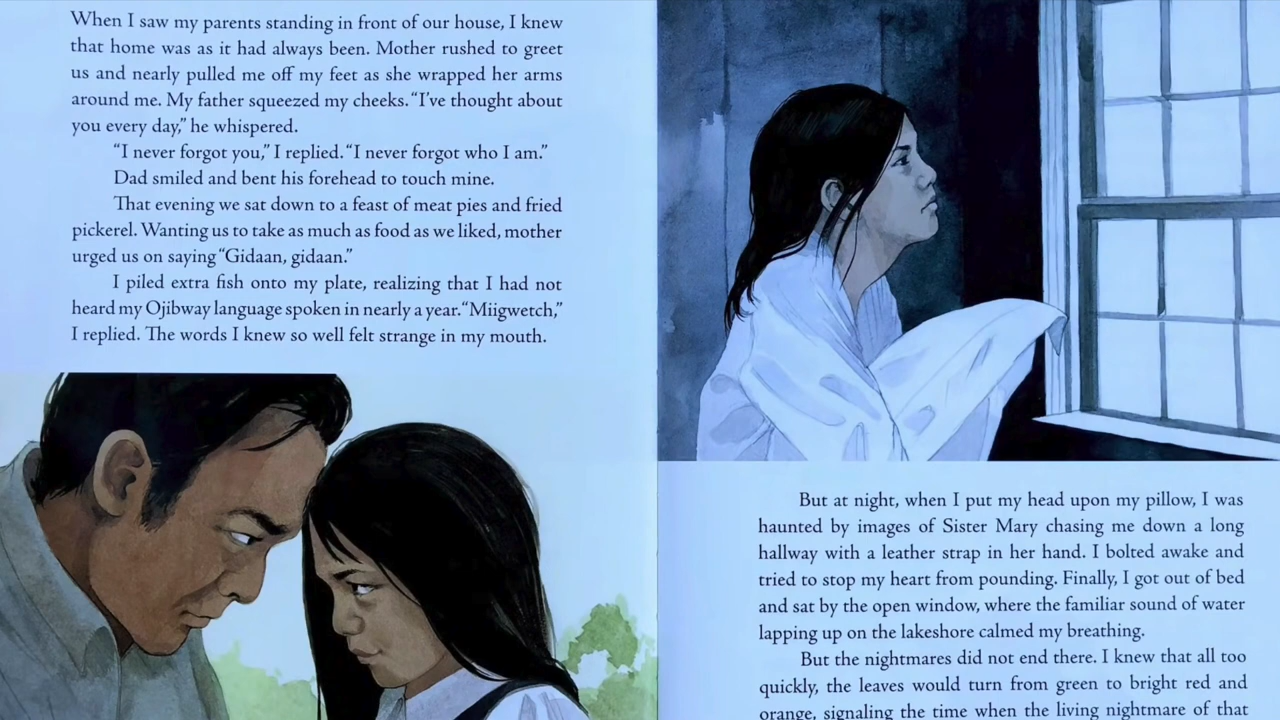 When I saw my parents standing in front of our house, I knew
that home was as it had always been. Mother rushed to greet
us and nearly pulled me off my feet as she wrapped her arms
around me. My father squeezed my cheeks. “I’ve thought about
you every day,” he whispered.
“I never forgot you,” I replied. “I never forgot who I am.”
Dad smiled and bent his forehead to touch mine.
That evening we sat down to a feast of meat pies and fried
pickerel. Wanting us to take as much as food as we liked, mother
urged us on saying “Gidaan, gidaan.”
I piled extra fish onto my plate, realizing that I had not
heard my Ojibway language spoken in nearly a year. “Miigwetch,”
I replied. The words I knew so well felt strange in my mouth.
But at night, when I put my head upon my pillow, I was
haunted by images of Sister Mary chasing me down a long
hallway with a leather strap in her hand. I bolted awake and
tried to stop my heart from pounding. Finally, I got out of bed
and sat by the open window, where the familiar sound of water
lapping up on the lakeshore calmed my breathing.
But the nightmares did not end there. I knew that all too
quickly, the leaves would turn from green to bright red and
orange, signaling the time when the living nightmare of that